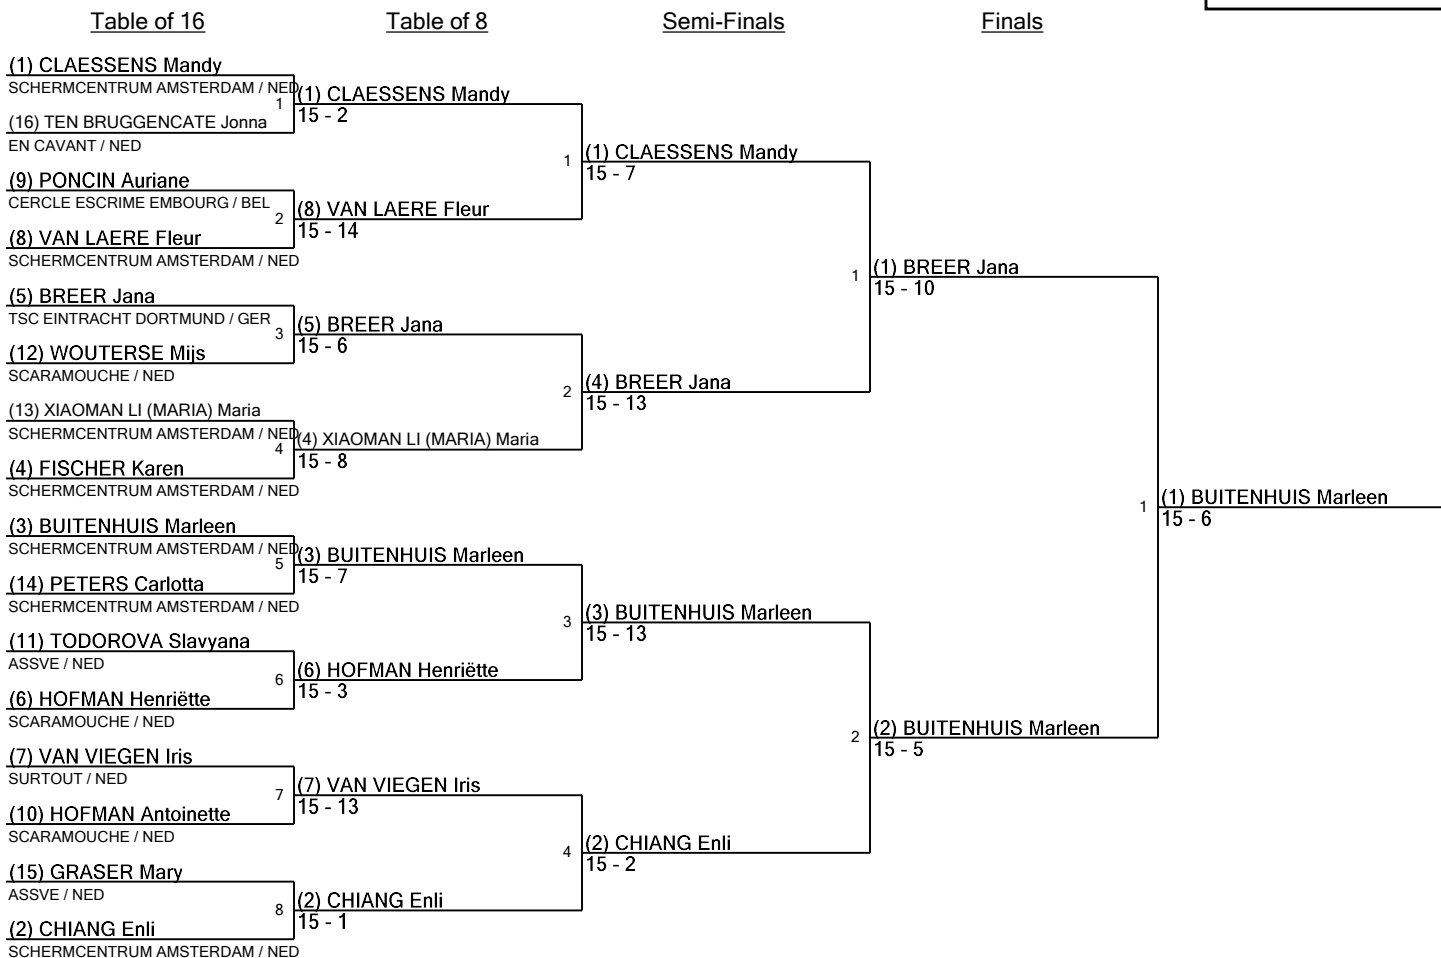 Table of 16
Table of 8
Semi-Finals
Finals
(1) CLAESSENS Mandy
SCHERMCENTRUM AMSTERDAM / NED
1
(16) TEN BRUGGENCATE Jonna
EN CAVANT / NED
(9) PONCIN Auriane
CERCLE ESCRIME EMBOURG / BEL
2
(8) VAN LAERE Fleur
SCHERMCENTRUM AMSTERDAM / NED
(5) BREER Jana
TSC EINTRACHT DORTMUND / GER
3
(12) WOUTERSE Mijs
SCARAMOUCHE / NED
(13) XIAOMAN LI (MARIA) Maria
SCHERMCENTRUM AMSTERDAM / NED
4
(4) FISCHER Karen
SCHERMCENTRUM AMSTERDAM / NED
(3) BUITENHUIS Marleen
SCHERMCENTRUM AMSTERDAM / NED
5
(14) PETERS Carlotta
SCHERMCENTRUM AMSTERDAM / NED
(11) TODOROVA Slavyana
ASSVE / NED
6
(6) HOFMAN Henriëtte
SCARAMOUCHE / NED
(7) VAN VIEGEN Iris
SURTOUT / NED
7
(10) HOFMAN Antoinette
SCARAMOUCHE / NED
(15) GRASER Mary
ASSVE / NED
8
(2) CHIANG Enli
SCHERMCENTRUM AMSTERDAM / NED
(1) CLAESSENS Mandy
15 - 2
1
(8) VAN LAERE Fleur
15 - 14
(5) BREER Jana
15 - 6
2
(4) XIAOMAN LI (MARIA) Maria
15 - 8
(3) BUITENHUIS Marleen
15 - 7
3
(6) HOFMAN Henriëtte
15 - 3
(7) VAN VIEGEN Iris
15 - 13
4
(2) CHIANG Enli
15 - 1
(1) CLAESSENS Mandy
15 - 7
1
(4) BREER Jana
15 - 13
(3) BUITENHUIS Marleen
15 - 13
2
(2) CHIANG Enli
15 - 2
(1) BREER Jana
15 - 10
1
(2) BUITENHUIS Marleen
15 - 5
(1) BUITENHUIS Marleen
15 - 6